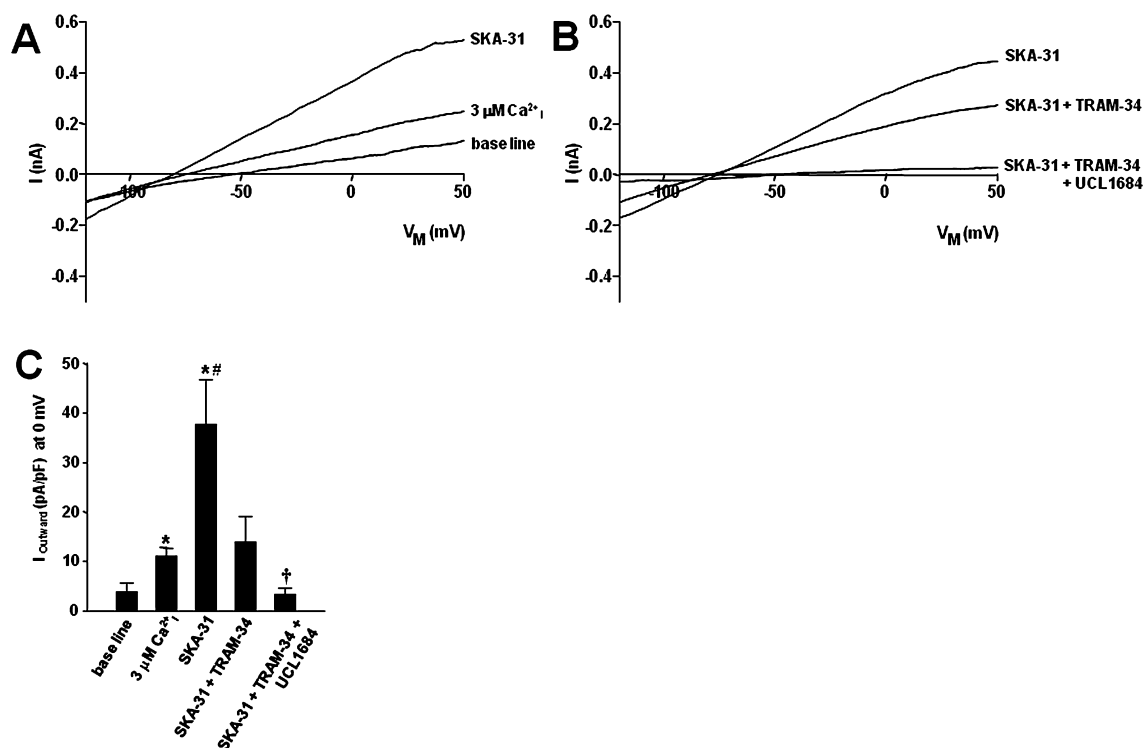 A
0.6
0.4
0.2
0.0
-0.2
-0.4
I (nA)
-100
-50
0
50
V_M (mV)
SKA-31
3 µM Ca²⁺ I
base line
B
0.6
0.4
0.2
0.0
-0.2
-0.4
I (nA)
-100
-50
0
50
V_M (mV)
SKA-31
SKA-31 + TRAM-34
SKA-31 + TRAM-34
+ UCL1684
C
50
40
30
20
10
0
I Outward (pA/pF) at 0 mV
*
*#
†
base line
3 µM Ca²⁺ I
SKA-31
SKA-31 + TRAM-34
SKA-31 + TRAM-34 +
UCL1684